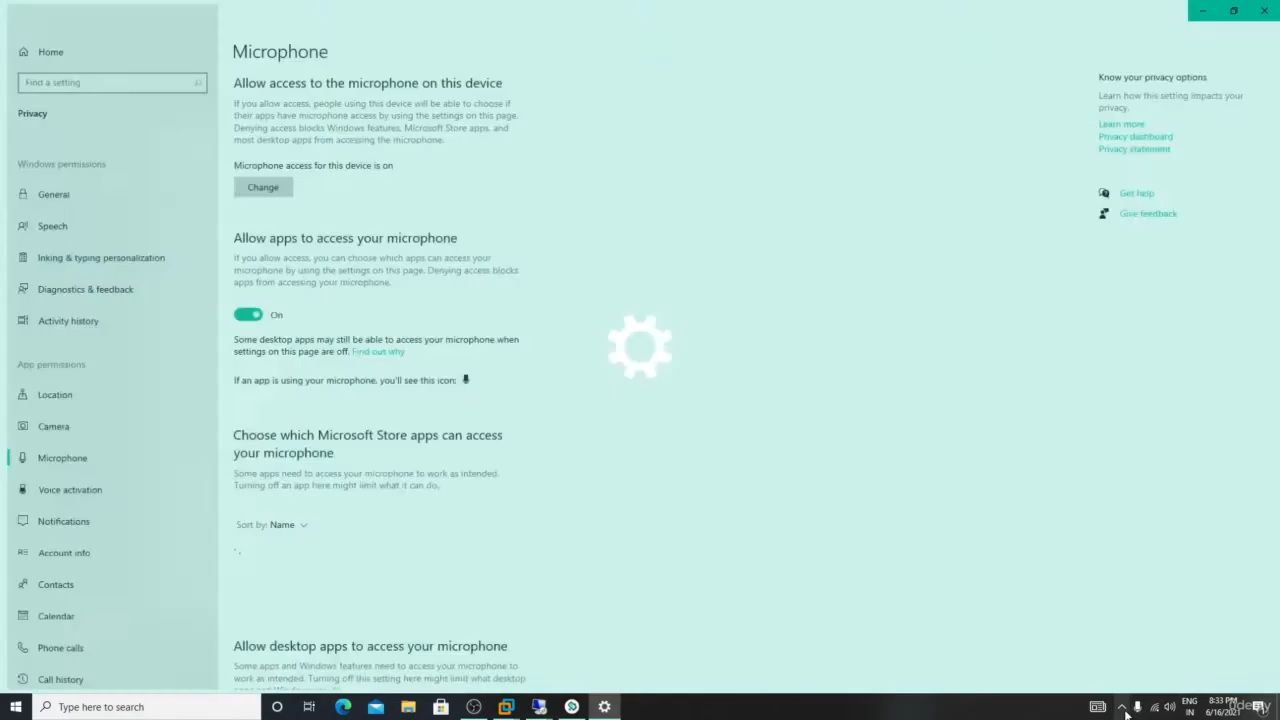 Home
Find a setting
Privacy
Windows permissions
General
Speech
Inking & typing personalization
Diagnostics & feedback
Activity history
App permissions
Location
Camera
Microphone
Voice activation
Notifications
Account info
Contacts
Calendar
Phone calls
Call history
Microphone
Allow access to the microphone on this device
If you allow access, people using this device will be able to choose if
their apps have microphone access by using the settings on this page.
Denying access blocks Windows features, Microsoft Store apps, and
most desktop apps from accessing the microphone.
Microphone access for this device is on
Change
Allow apps to access your microphone
If you allow access, you can choose which apps can access your
microphone by using the settings on this page. Denying access blocks
apps from accessing your microphone.
On
Some desktop apps may still be able to access your microphone when
settings on this page are off. Find out why
If an app is using your microphone, you'll see this icon:
Choose which Microsoft Store apps can access
your microphone
Some apps need to access your microphone to work as intended.
Turning off an app here might limit what it can do.
Sort by: Name
Allow desktop apps to access your microphone
Some apps and Windows features need to access your microphone to
work as intended. Turning off this setting here might limit what desktop
Know your privacy options
Learn how this setting impacts your
privacy.
Learn more
Privacy dashboard
Privacy statement
Get help
Give feedback
Type here to search
ENG
IN
8:33 PM
6/16/2021
Udemy